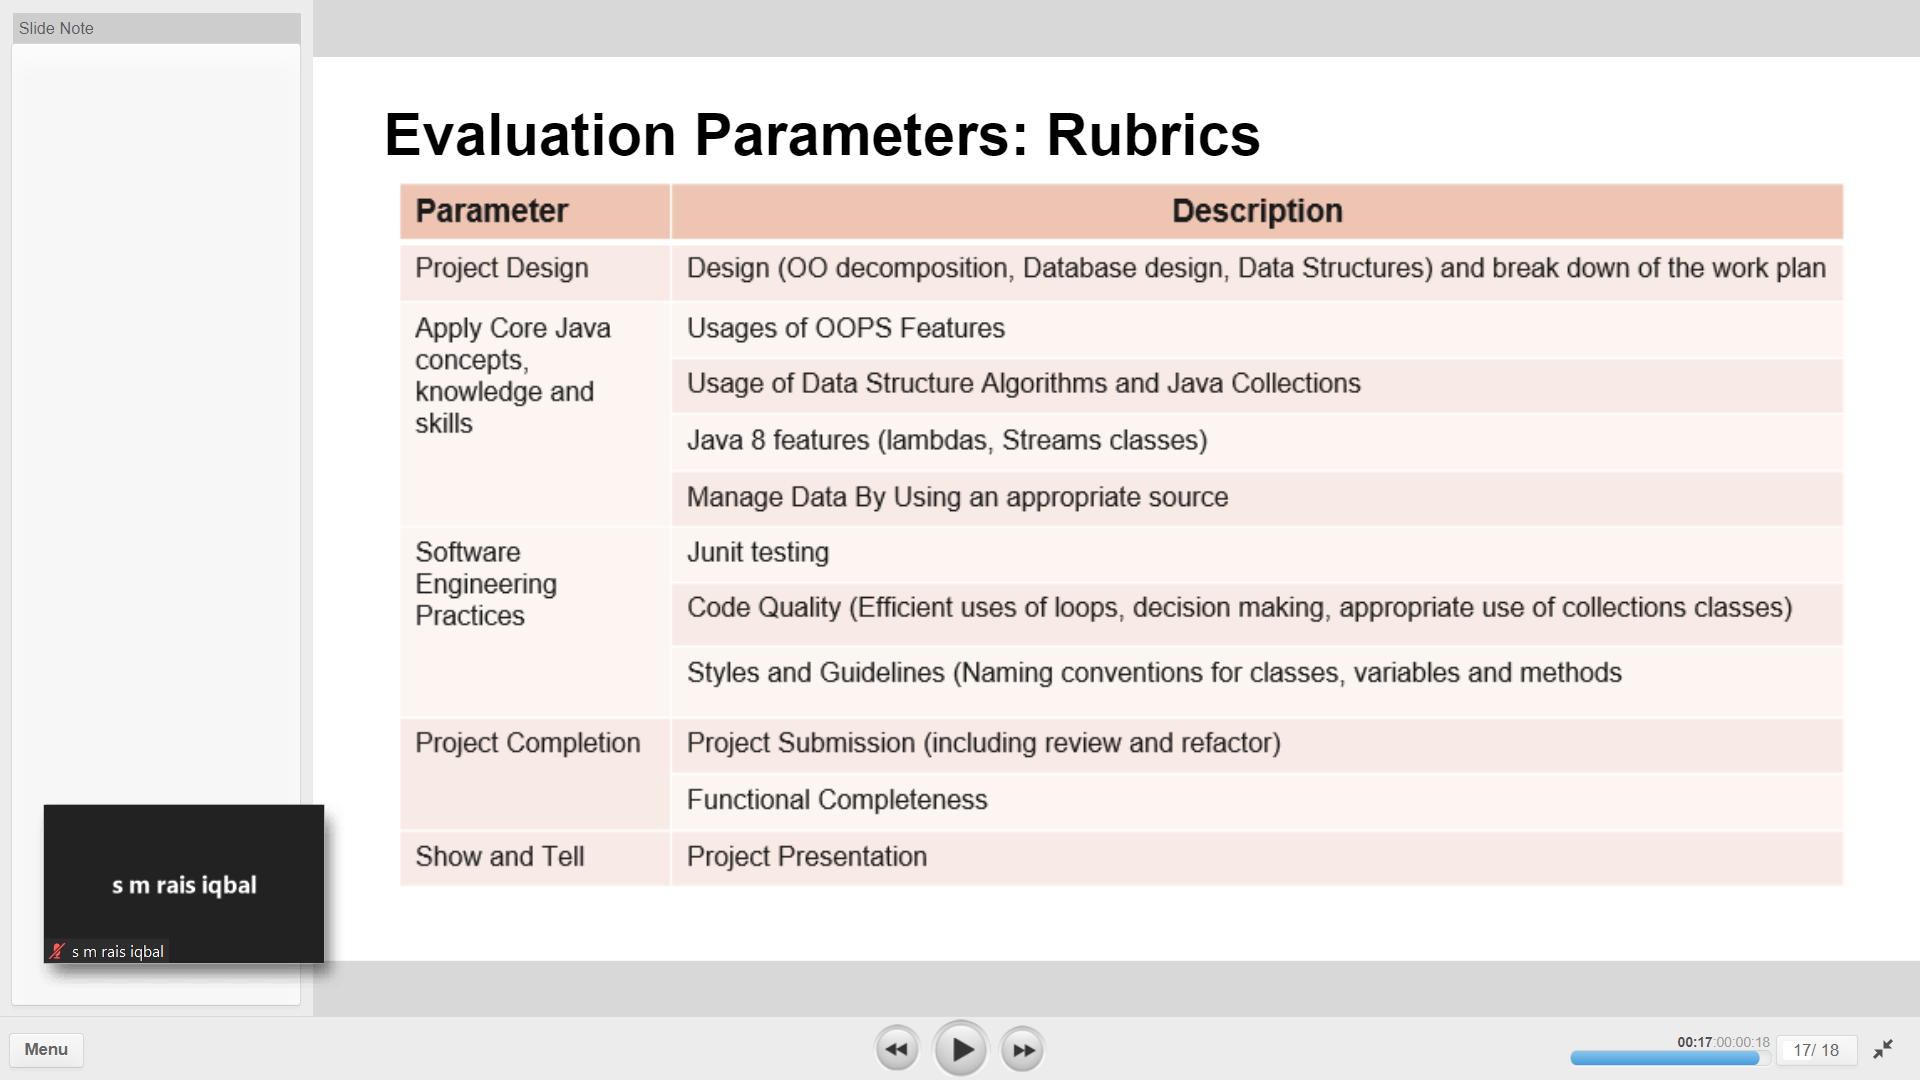 Slide Note
Evaluation Parameters: Rubrics
Parameter
Description
Project Design
Design (OO decomposition, Database design, Data Structures) and break down of the work plan
Apply Core Java
concepts,
knowledge and
skills
Usages of OOPS Features
Usage of Data Structure Algorithms and Java Collections
Java 8 features (lambdas, Streams classes)
Manage Data By Using an appropriate source
Software
Engineering
Practices
Junit testing
Code Quality (Efficient uses of loops, decision making, appropriate use of collections classes)
Styles and Guidelines (Naming conventions for classes, variables and methods
Project Completion
Project Submission (including review and refactor)
Functional Completeness
Show and Tell
Project Presentation
s m rais iqbal
s m rais iqbal
Menu
00:17:00:00:18
17/ 18